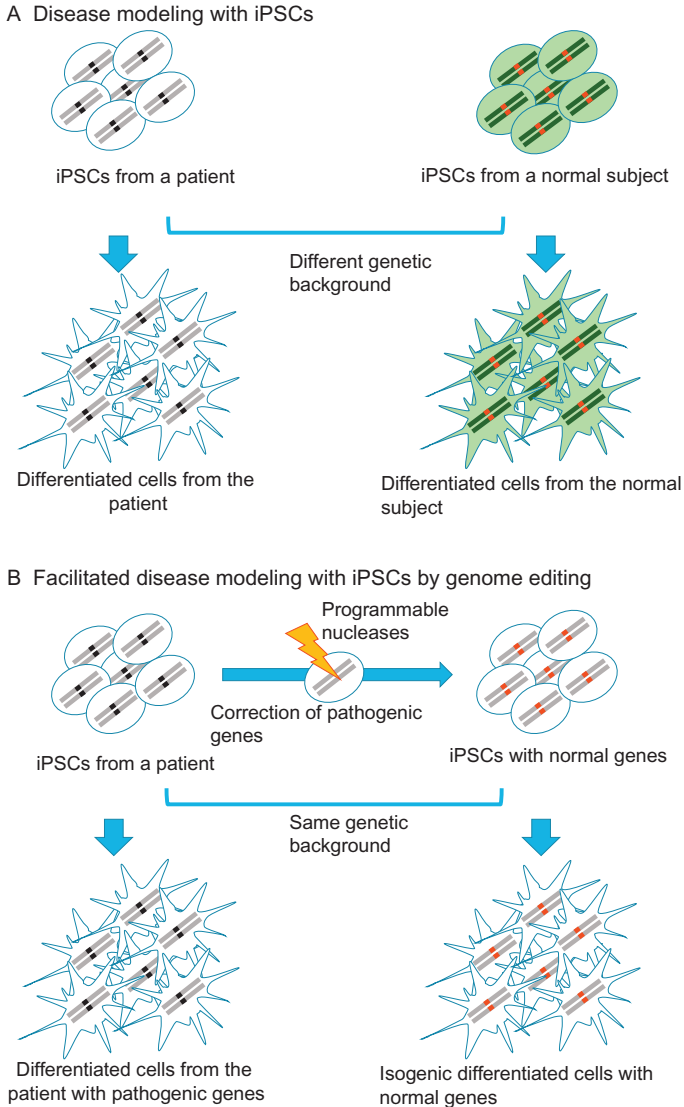 A Disease modeling with iPSCs
iPSCs from a patient
iPSCs from a normal subject
Different genetic
background
Differentiated cells from the
patient
Differentiated cells from the normal
subject
B Facilitated disease modeling with iPSCs by genome editing
Programmable
nucleases
Correction of pathogenic
genes
iPSCs from a patient
iPSCs with normal genes
Same genetic
background
Differentiated cells from the
patient with pathogenic genes
Isogenic differentiated cells with
normal genes